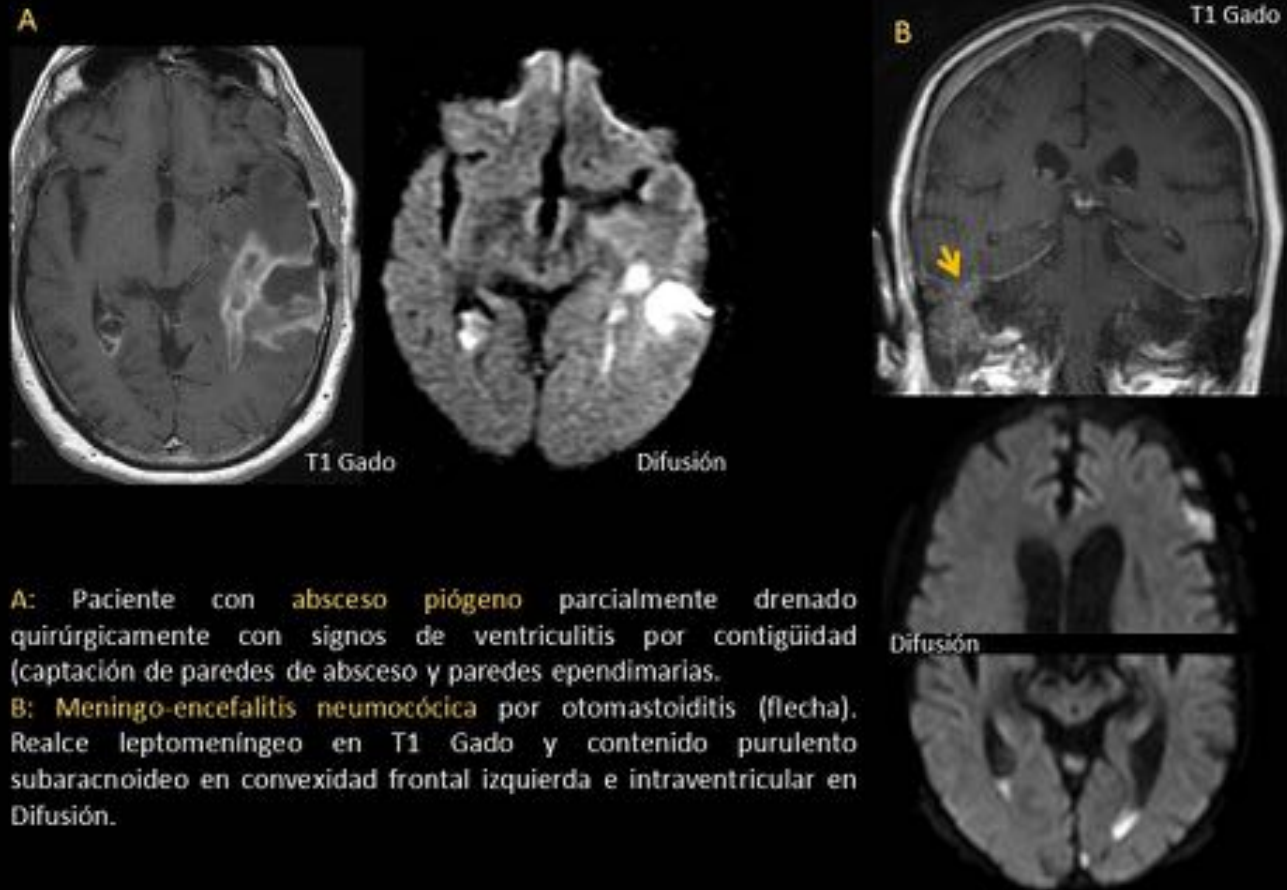 A
T1 Gado
B
T1 Gado
Difusión
Difusión
A: Paciente con absceso piógeno parcialmente drenado
quirúrgicamente con signos de ventriculitis por contigüidad
(captación de paredes de absceso y paredes ependimarias.
B: Meningo-encefalitis neumocócica por otomastoiditis (flecha).
Realce leptomeníngeo en T1 Gado y contenido purulento
subaracnoideo en convexidad frontal izquierda e intraventricular en
Difusión.